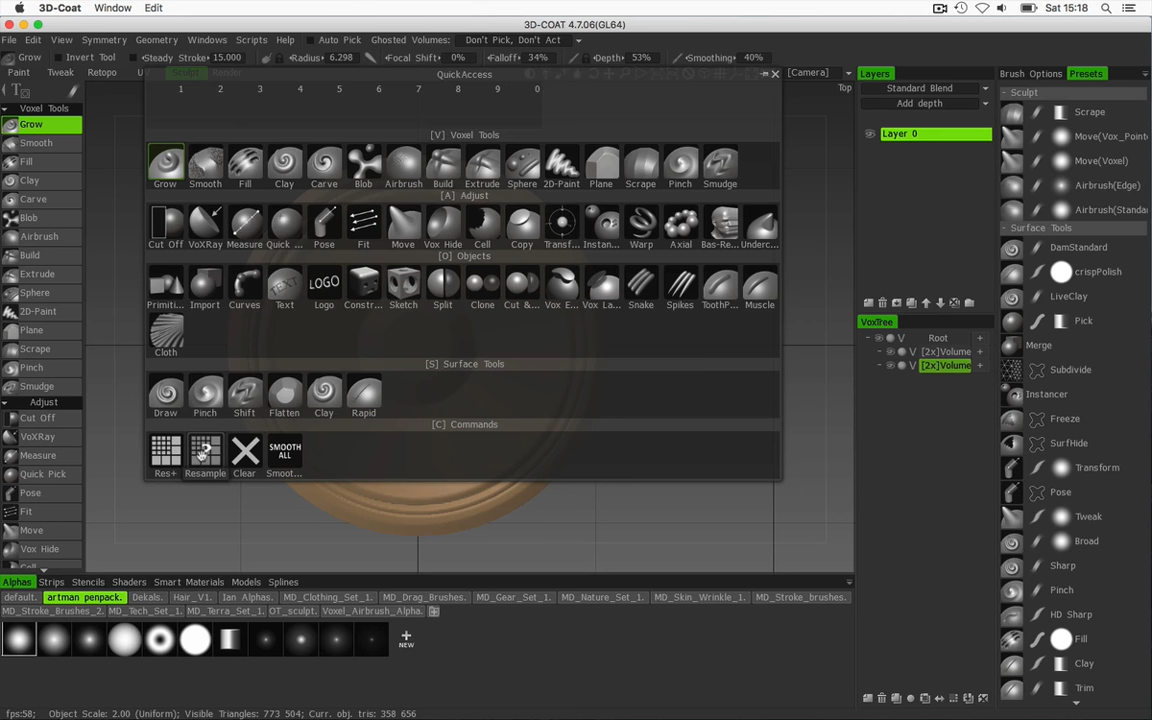 3D-Coat Window Edit Sat 15:18
3D-COAT 4.7.06(GL64)
File Edit View Symmetry Geometry Windows Scripts Help Auto Pick Ghosted Volumes: Don't Pick, Don't Act
Grow Invert Tool Steady Stroke 15.000 Radius 6.298 Focal Shift 0% Falloff 34% Depth 53% Smoothing 40%
Paint Tweak Retopo U Sculpt Render [Camera]
QuickAccess
Top
1 2 3 4 5 6 7 8 9 0
[V] Voxel Tools
Grow Smooth Fill Clay Carve Blob Airbrush Build Extrude Sphere 2D-Paint Plane Scrape Pinch Smudge
[A] Adjust
Cut Off VoXRay Measure Quick ... Pose Fit Move Vox Hide Cell Copy Transf... Instan... Warp Axial Bas-Re... Underc...
[O] Objects
TEXT LOGO
Primiti... Import Curves Text Logo Constr... Sketch Split Clone Cut &... Vox E... Vox La... Snake Spikes ToothP... Muscle
Cloth
[S] Surface Tools
Draw Pinch Shift Flatten Clay Rapid
[C] Commands
SMOOTH
ALL
Res+ Resample Clear Smoot...
Voxel Tools
Grow
Smooth
Fill
Clay
Carve
Blob
Airbrush
Build
Extrude
Sphere
2D-Paint
Plane
Scrape
Pinch
Smudge
Adjust
Cut Off
VoXRay
Measure
Quick Pick
Pose
Fit
Move
Vox Hide
Cell
Layers
Standard Blend
Add depth
Layer 0
VoxTree
V Root +
V [2x]Volume +
V [2x]Volume +
Brush Options Presets
Sculpt
Scrape
Move(Vox_Point
Move(Voxel)
Airbrush(Edge)
Airbrush(Standa
Surface Tools
DamStandard
crispPolish
LiveClay
Pick
Merge
Subdivide
Instancer
Freeze
SurfHide
Transform
Pose
Tweak
Broad
Sharp
Pinch
HD Sharp
Fill
Clay
Trim
Alphas Strips Stencils Shaders Smart Materials Models Splines
default. artman penpack. Dekals. Hair_V1. Ian Alphas. MD_Clothing_Set_1. MD_Drag_Brushes. MD_Gear_Set_1. MD_Nature_Set_1. MD_Skin_Wrinkle_1. MD_Stroke_brushes.
MD_Stroke_Brushes_2. MD_Tech_Set_1. MD_Terra_Set_1. OT_sculpt. Voxel_Airbrush_Alpha.
NEW
fps:58; Object Scale: 2.00 (Uniform); Visible Triangles: 773 504; Curr. obj. tris: 358 656